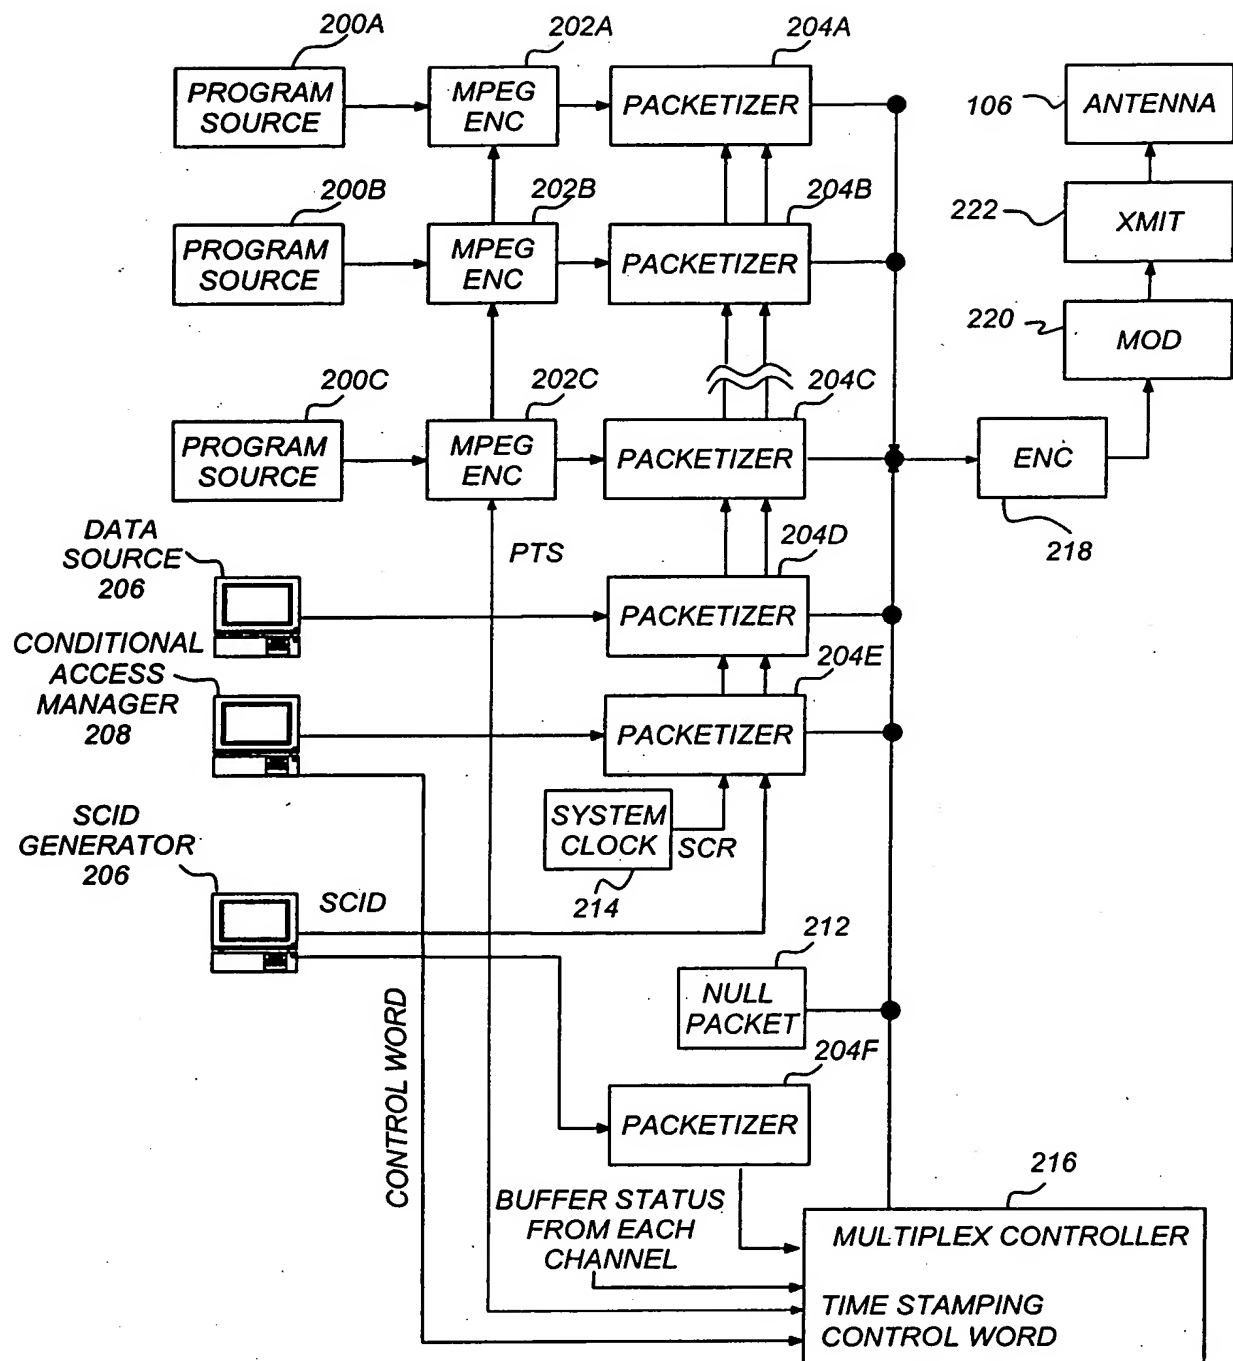 200A
202A
204A
PROGRAM
SOURCE
MPEG
ENC
PACKETIZER
106
ANTENNA
200B
202B
204B
222
XMIT
PROGRAM
SOURCE
MPEG
ENC
PACKETIZER
220
MOD
200C
202C
204C
PROGRAM
SOURCE
MPEG
ENC
PACKETIZER
ENC
218
DATA
SOURCE
206
PTS
204D
PACKETIZER
CONDITIONAL
ACCESS
MANAGER
208
204E
PACKETIZER
SYSTEM
CLOCK
SCR
214
SCID
GENERATOR
206
SCID
212
NULL
PACKET
CONTROL WORD
204F
PACKETIZER
BUFFER STATUS
FROM EACH
CHANNEL
216
MULTIPLEX CONTROLLER
TIME STAMPING
CONTROL WORD